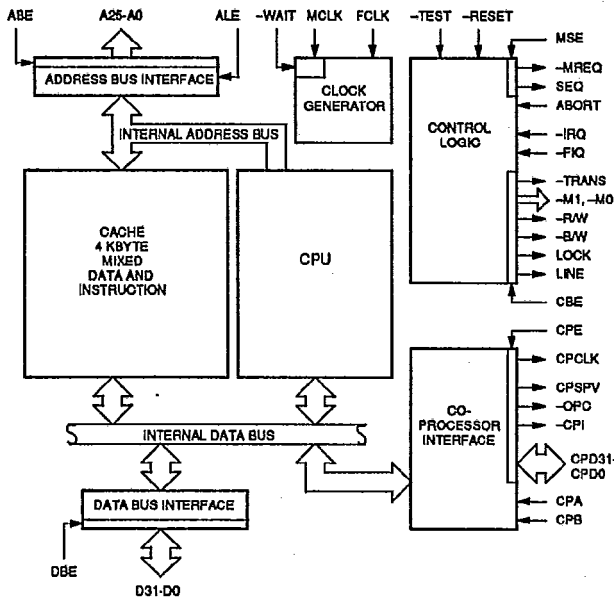 ABE
A25-A0
ALE
-WAIT
MCLK
FCLK
-TEST
-RESET
MSE
ADDRESS BUS INTERFACE
CLOCK
GENERATOR
CONTROL
LOGIC
-MREQ
SEQ
ABORT
-IRQ
-FIQ
-TRANS
-M1, -M0
-R/W
-B/W
LOCK
LINE
CBE
INTERNAL ADDRESS BUS
CACHE
4 KBYTE
MIXED
DATA AND
INSTRUCTION
CPU
CPE
CO-
PROCESSOR
INTERFACE
CPCLK
CPSPV
-OPC
-CPI
CPD31-
CPD0
CPA
CPB
INTERNAL DATA BUS
DATA BUS INTERFACE
DBE
D31-D0